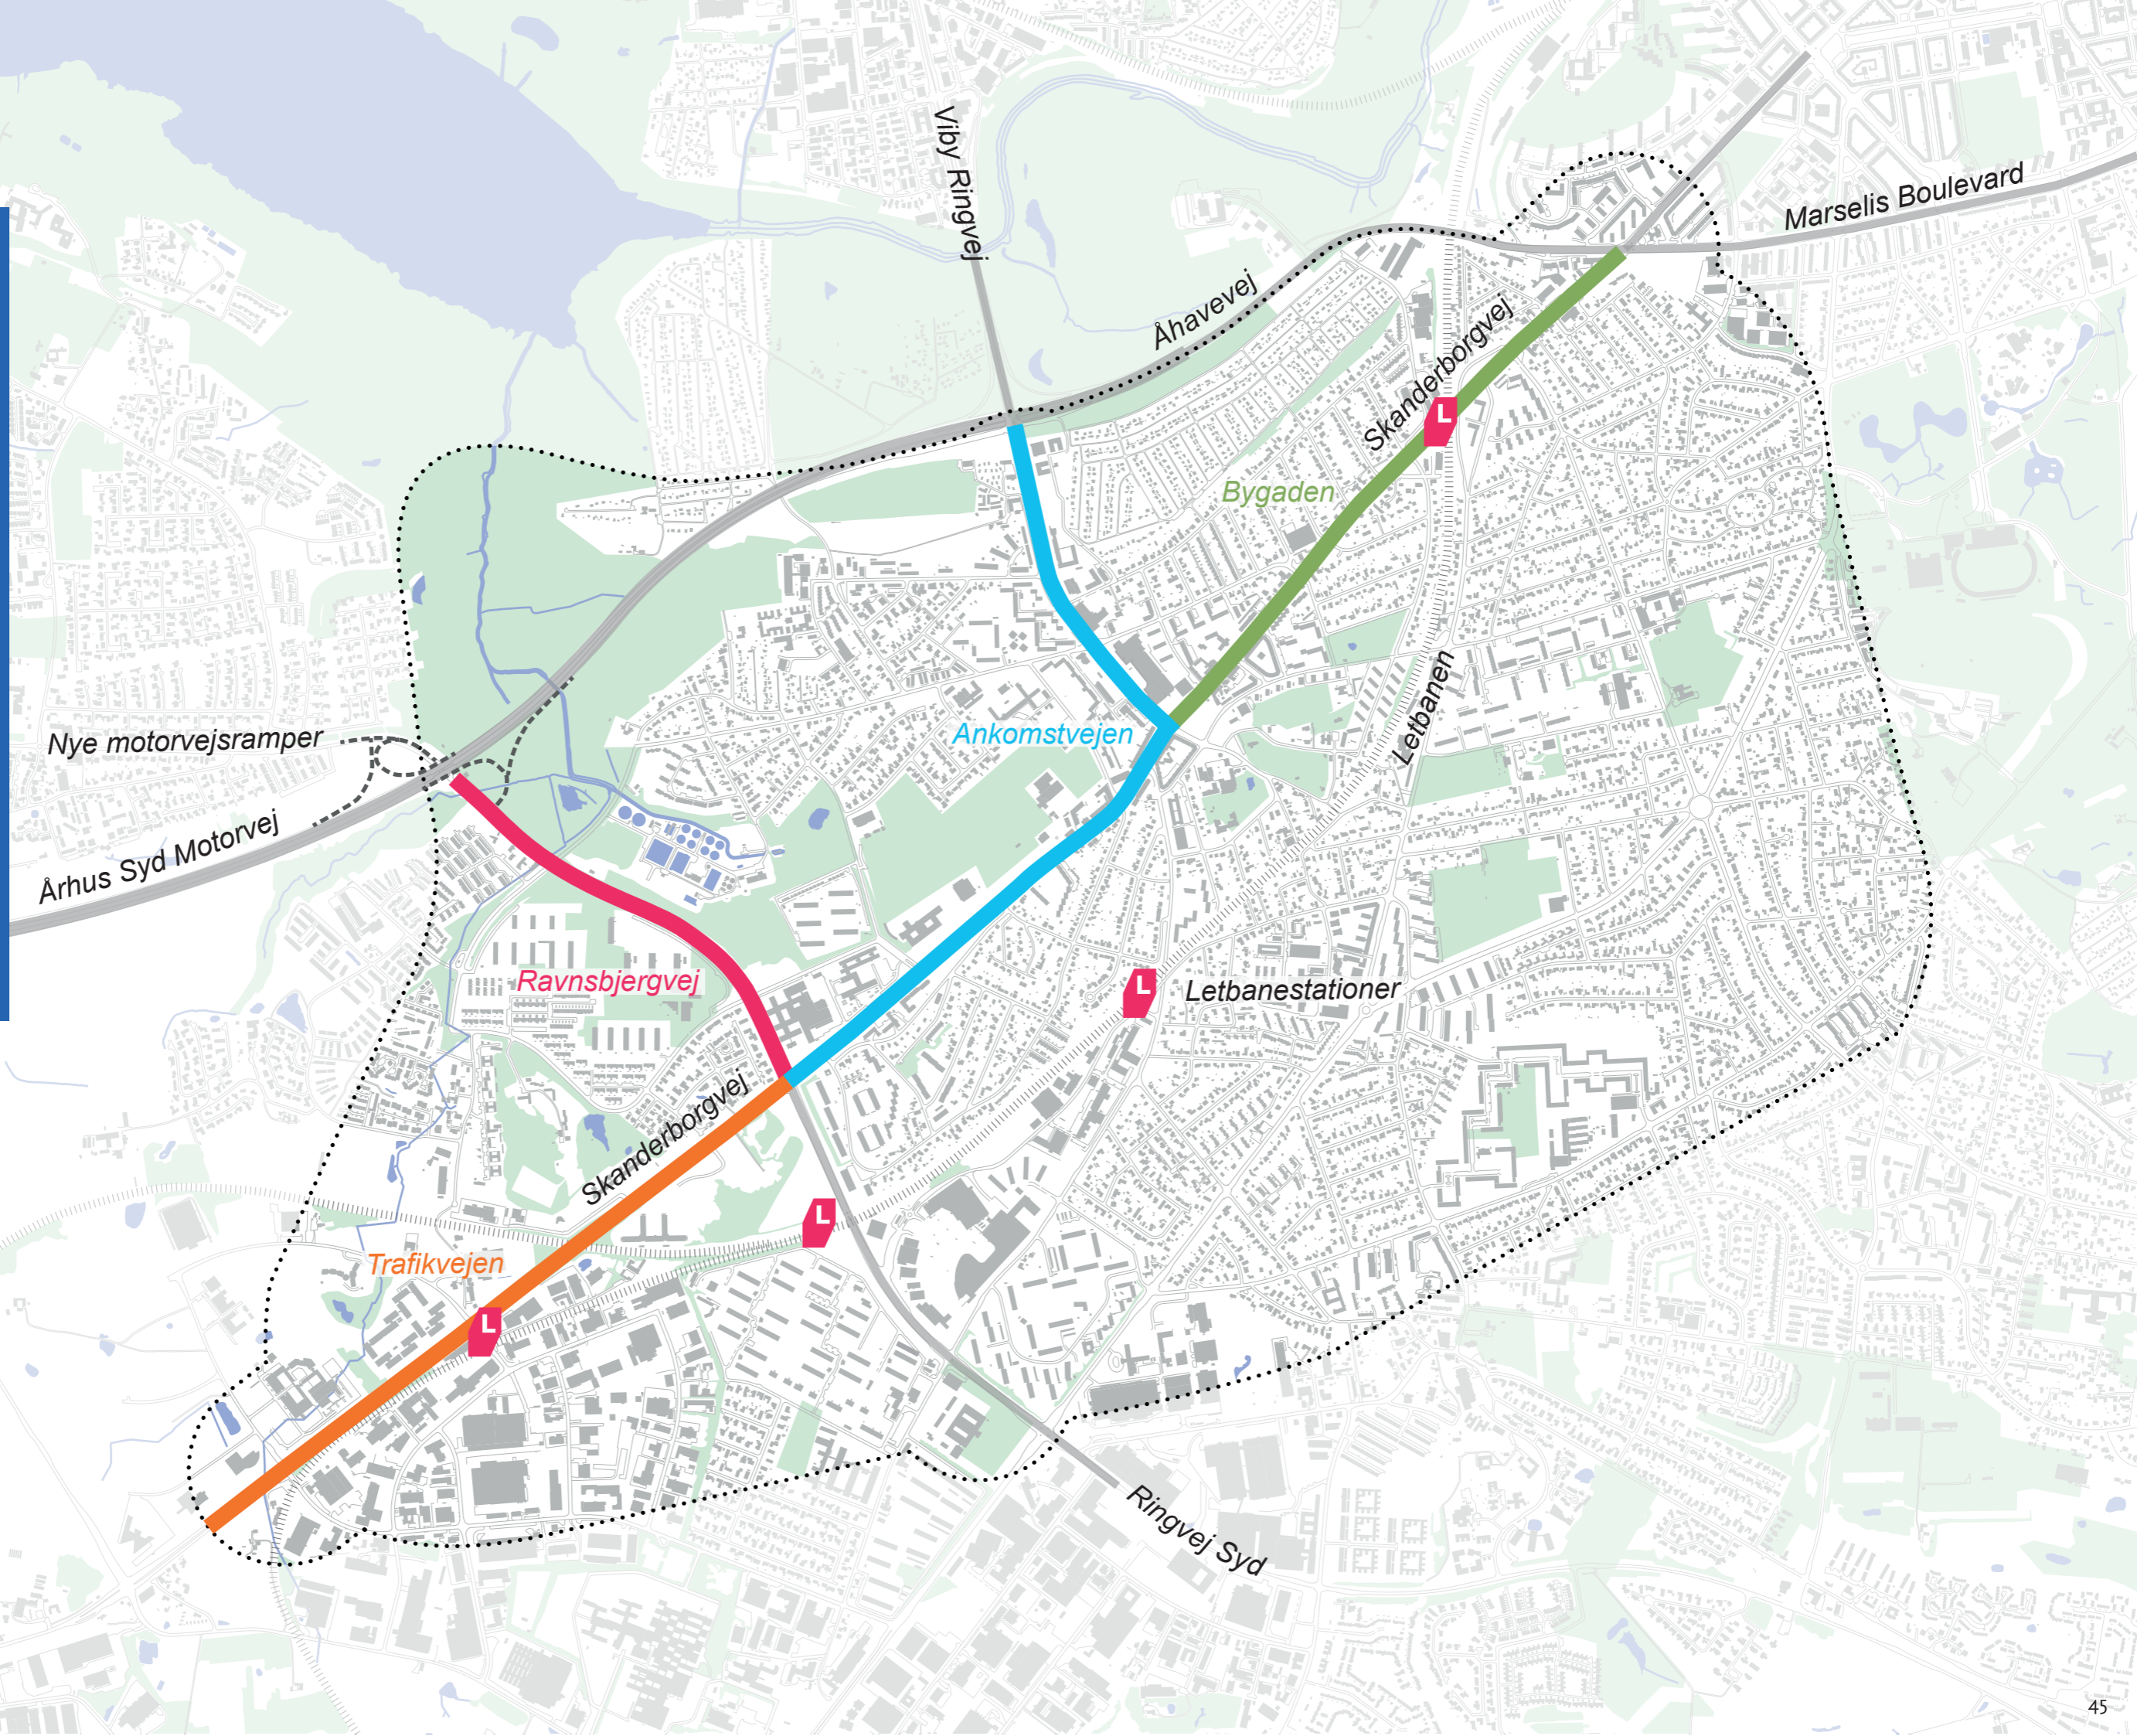 Viby Ringvej
Marselis Boulevard
Åhavevej
Skanderborgvej
L
Bygaden
Letbanen
Nye motorvejsramper
Ankomstvejen
Århus Syd Motorvej
Ravnsbjergvej
L
Letbanestationer
Skanderborgvej
L
Trafikvejen
L
Ringvej Syd
45